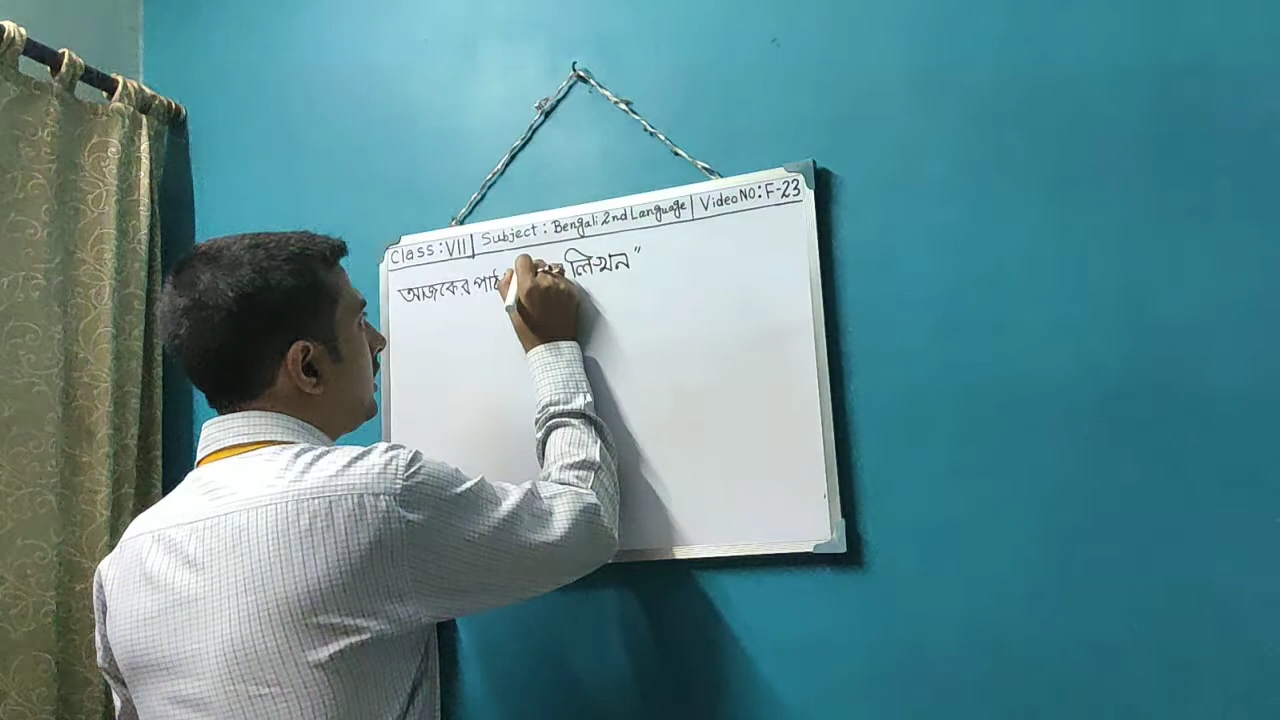 Class: VII | Subject: Bengali 2nd Language | Video NO: F-23
আজকের পাঠ লিখন"